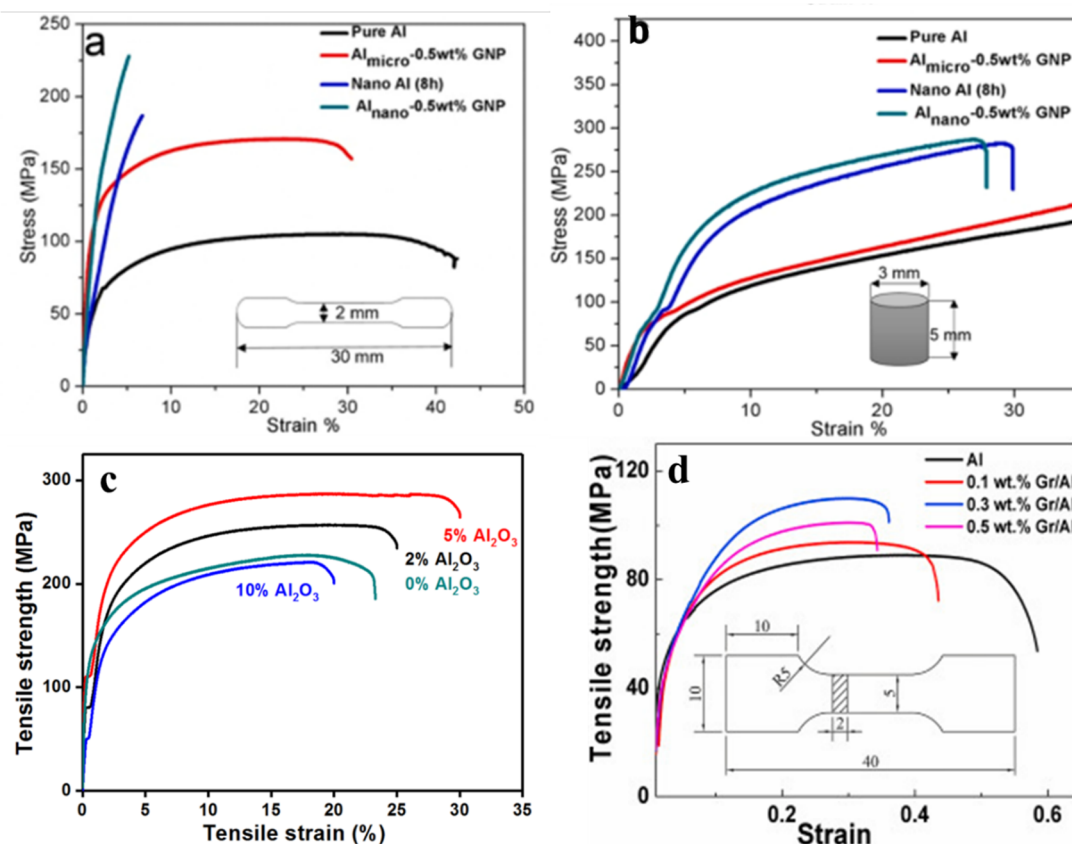 a
Pure Al
Almicro-0.5wt% GNP
Nano Al (8h)
Alnano-0.5wt% GNP
250
200
150
100
50
0
Stress (MPa)
2 mm
30 mm
0 10 20 30 40 50
Strain %
b
Pure Al
Almicro-0.5wt% GNP
Nano Al (8h)
Alnano-0.5wt% GNP
400
350
300
250
200
150
100
50
0
Stress (MPa)
3 mm
5 mm
0 10 20 30
Strain %
c
300
200
100
0
Tensile strength (MPa)
5% Al₂O₃
2% Al₂O₃
10% Al₂O₃
0% Al₂O₃
0 5 10 15 20 25 30 35
Tensile strain (%)
d
Al
0.1 wt.% Gr/Al
0.3 wt.% Gr/Al
0.5 wt.% Gr/Al
120
80
40
0
Tensile strength(MPa)
10
R5
10
5
2
40
0.2 0.4 0.6
Strain